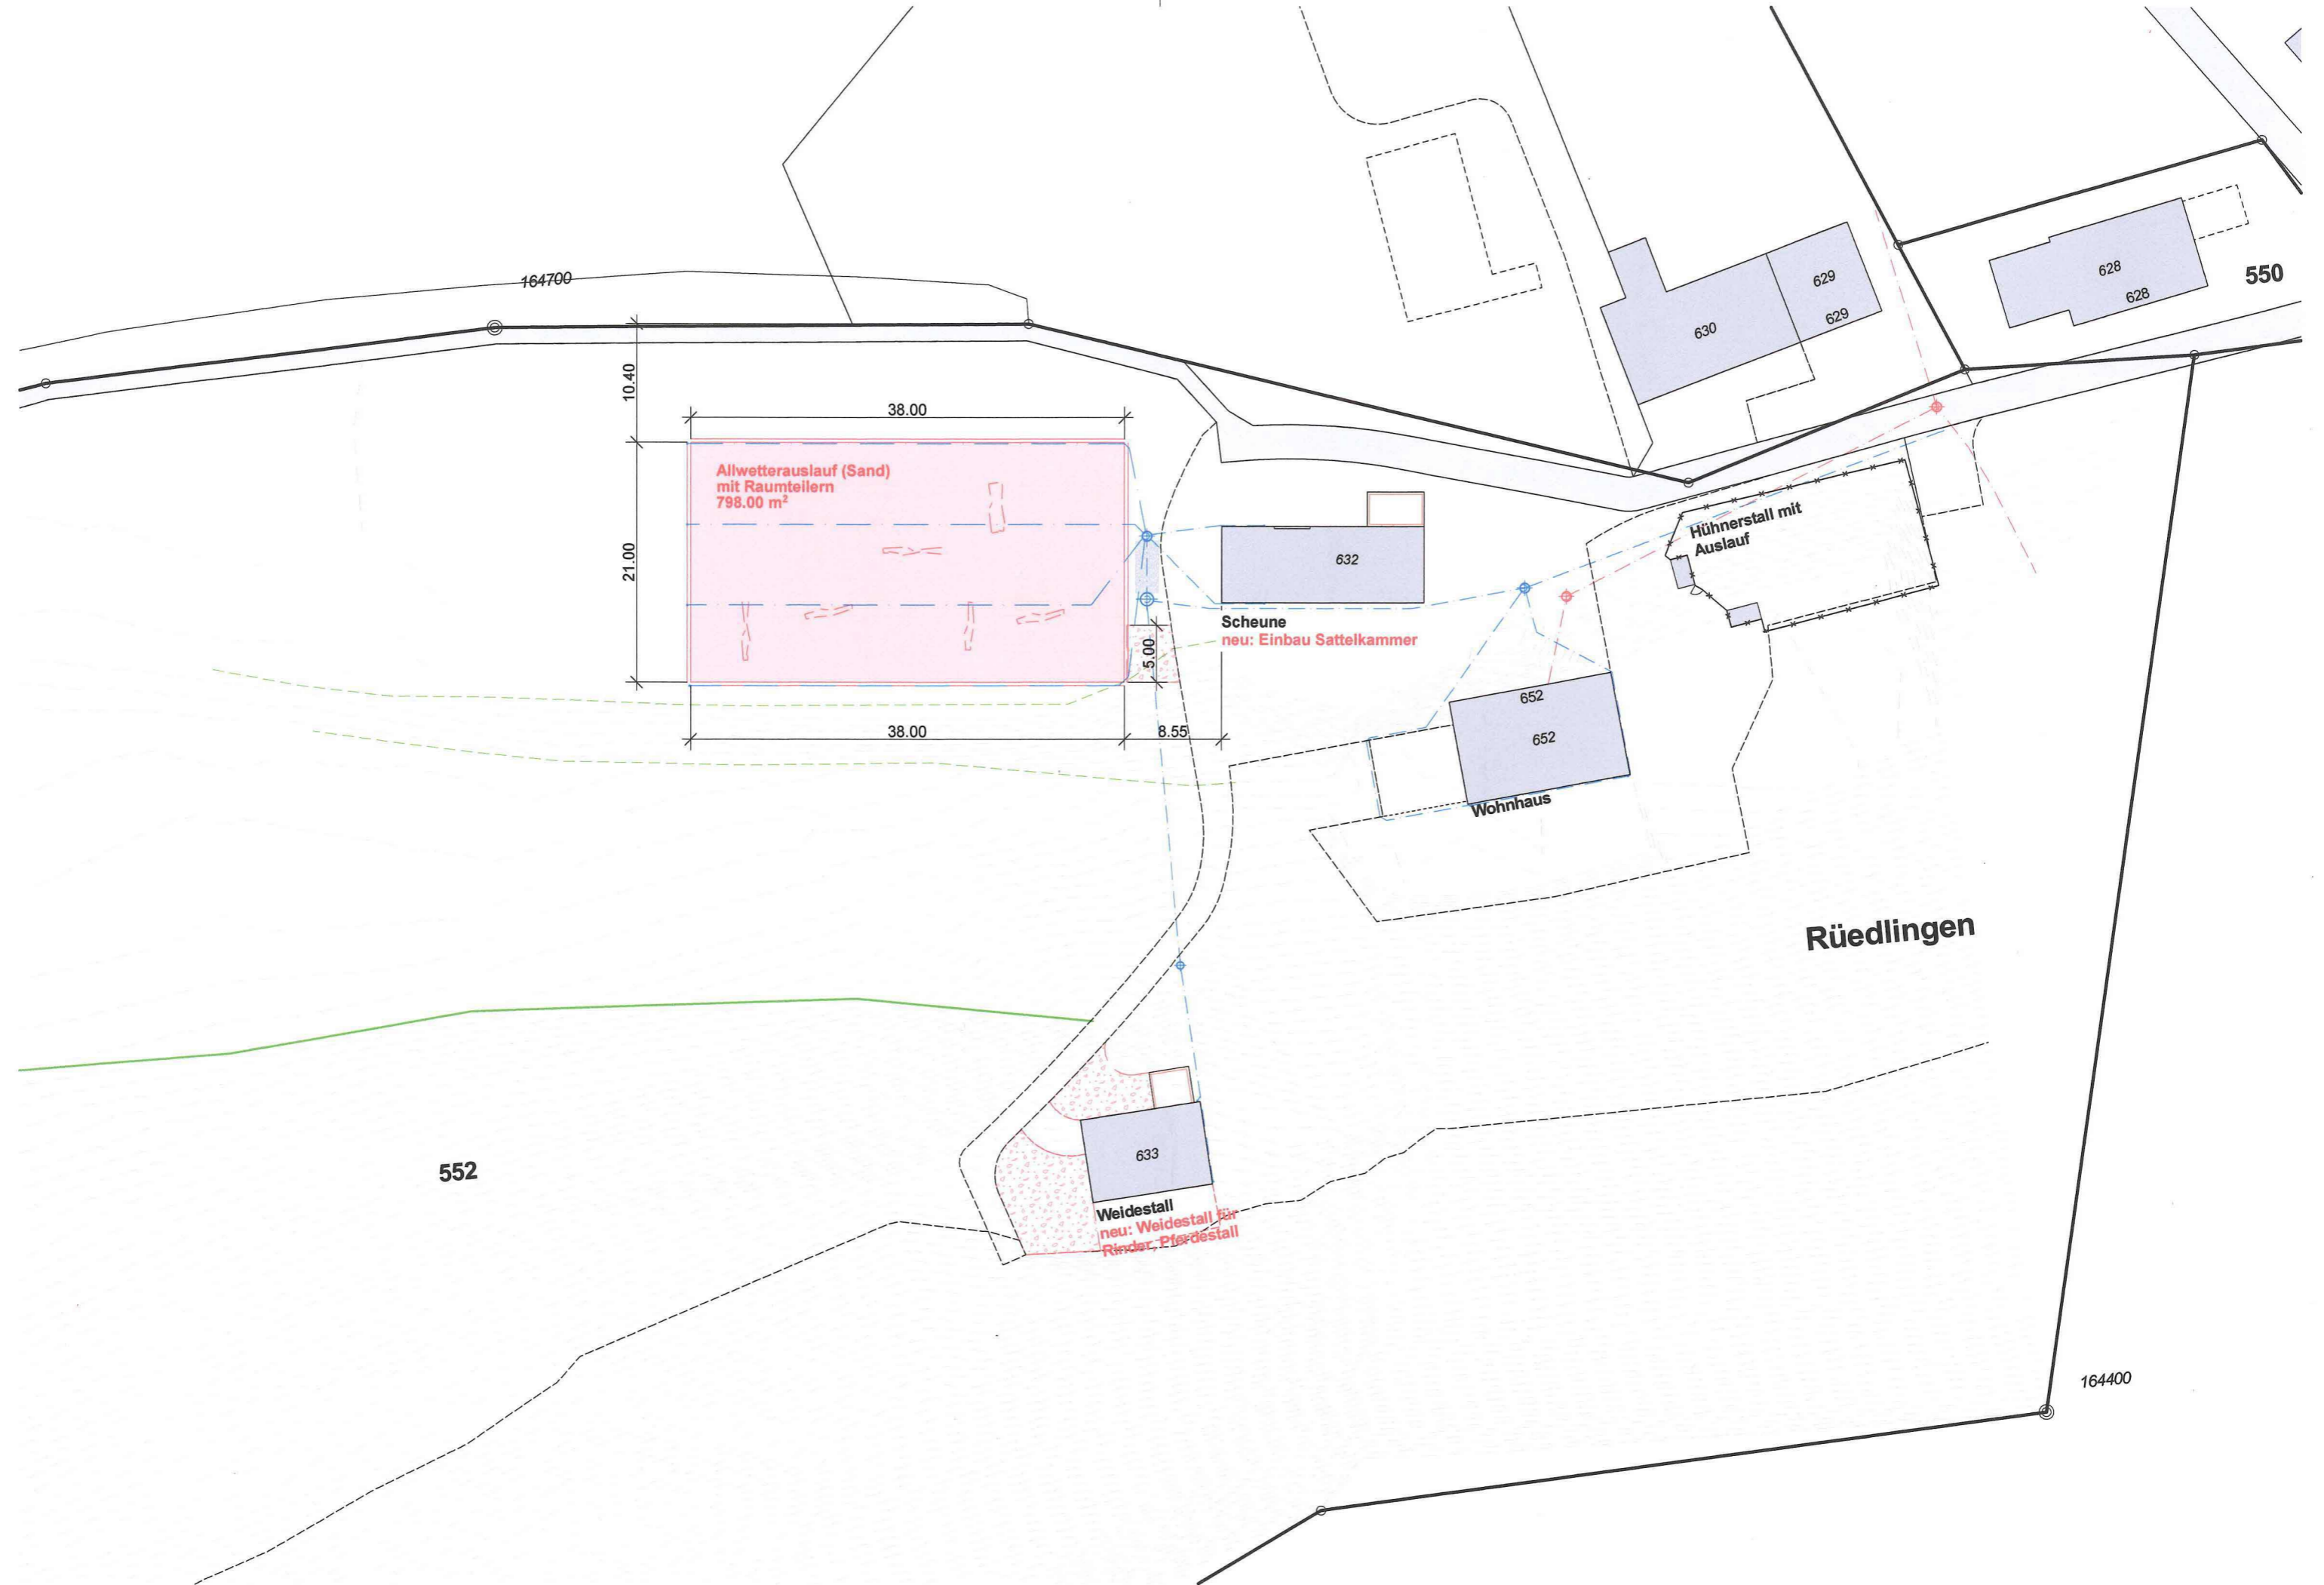 628
550
629
628
164700
629
630
10.40
38.00
Allwetterauslauf (Sand)
mit Raumteilern
798.00 m²
Hühnerstall mit
Auslauf
21.00
632
Scheune
neu: Einbau Sattelkammer
5.00
652
38.00
8.55
652
Wohnhaus
Rüedlingen
552
633
Weidestall
neu: Weidestall für
Rinder, Pferdestall
164400